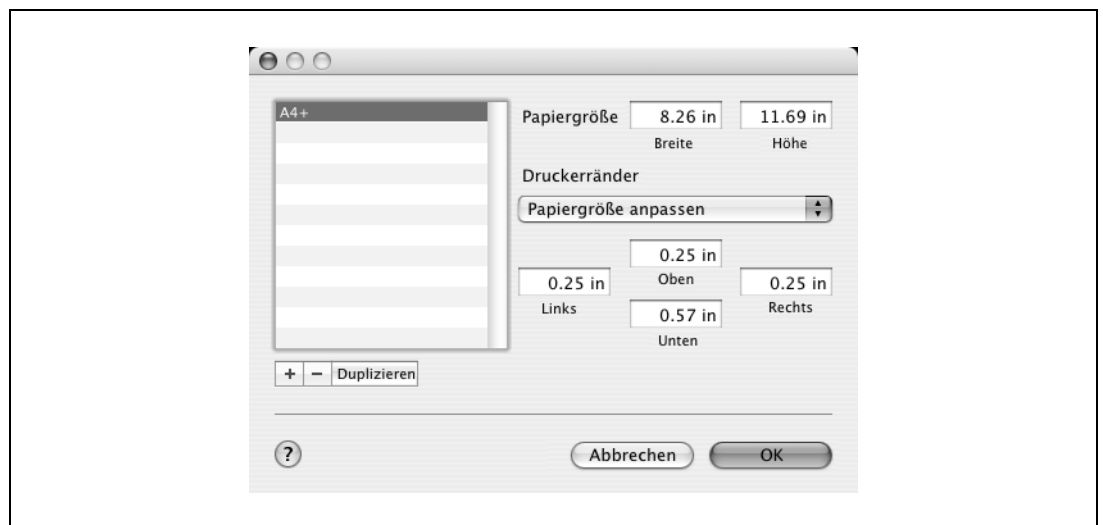 A4+
Papiergröße 8.26 in 11.69 in
Breite Höhe
Druckerränder
Papiergröße anpassen
0.25 in
Oben
0.25 in 0.25 in
Links Rechts
0.57 in
Unten
+ − Duplizieren
? Abbrechen OK